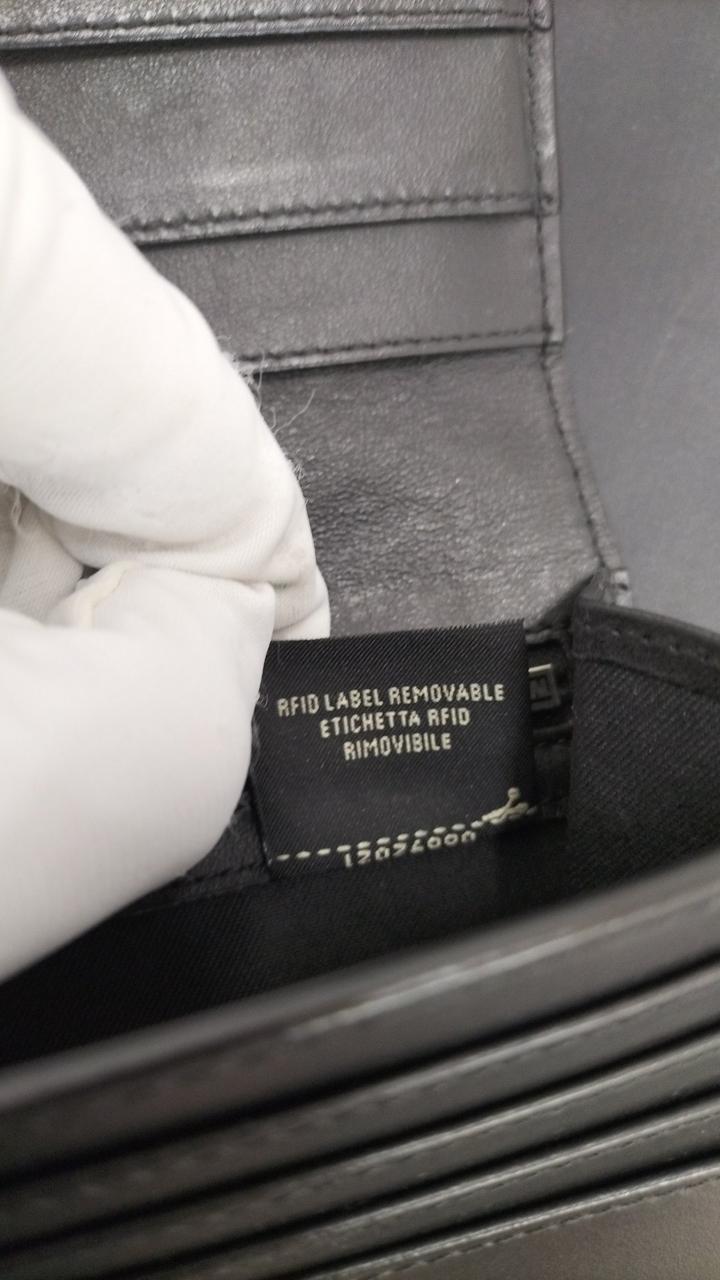 RFID LABEL REMOVABLE
ETICHETTA RFID
RIMOVIBILE